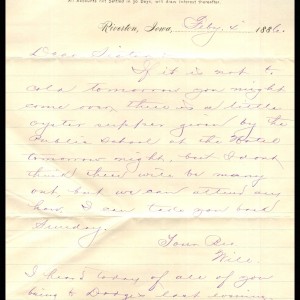 All accounts not settled in 30 Days, will draw interest thereafter.
Riverton, Iowa, Feby 5 1886.
Dear Sister
If it is not to
cold tomorrow you might
come over, there is a little
oyster supper given by the
Public School at the Hotel
tomorrow night, but I dont
think there will be many
out, but we can attend any
how, I can take you back
Sunday.
Your Bro.
Will
I heard today of all of you
being to Dodge's last